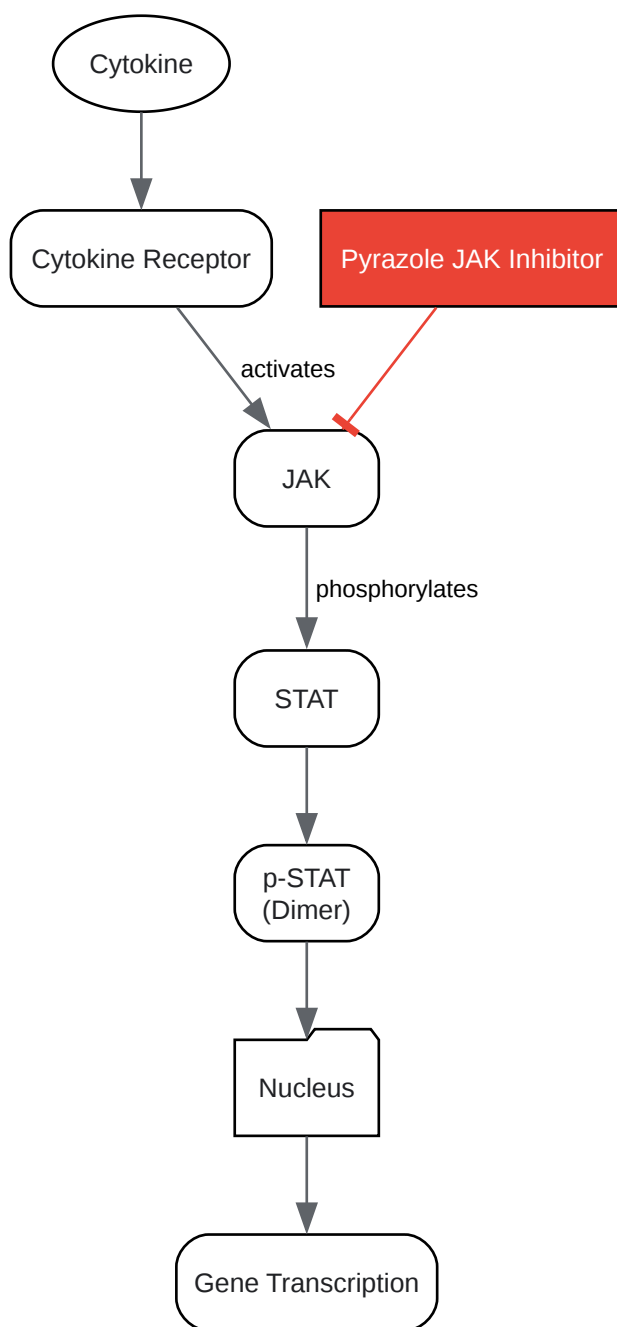 Cytokine
Cytokine Receptor
Pyrazole JAK Inhibitor
activates
JAK
phosphorylates
STAT
p-STAT
(Dimer)
Nucleus
Gene Transcription